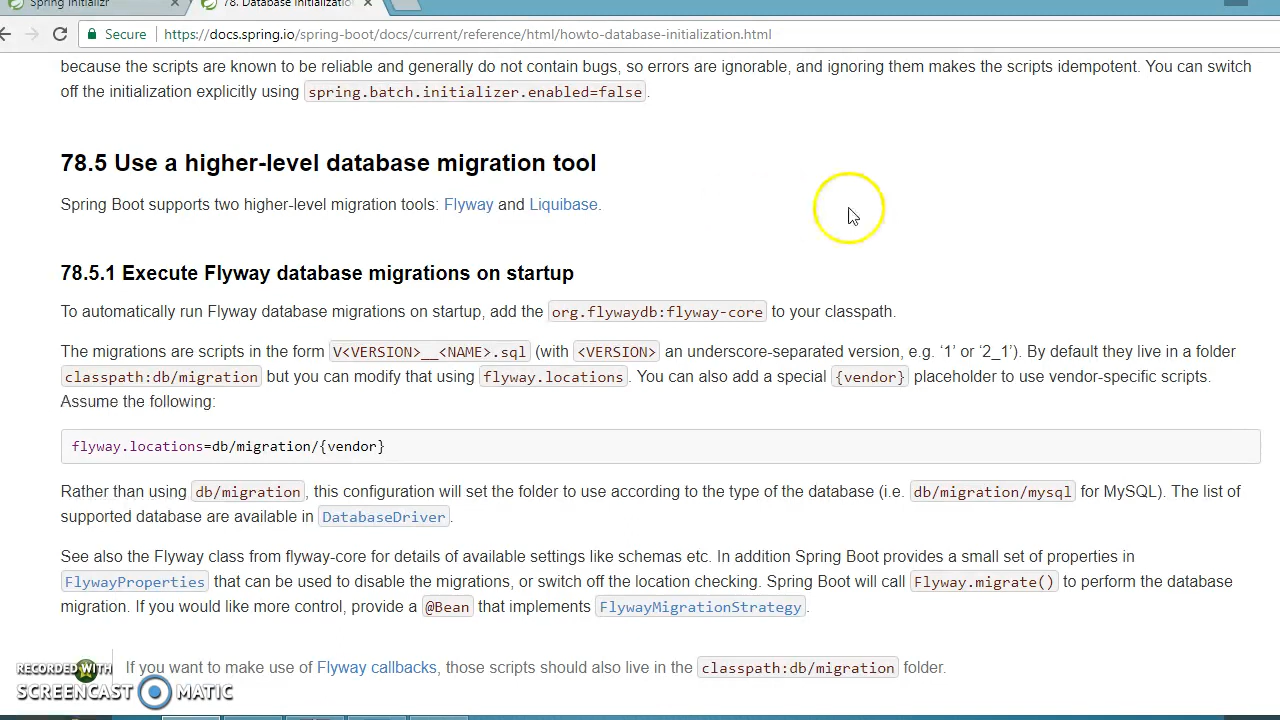 Spring Initializr
78. Database Initializatio
Secure https://docs.spring.io/spring-boot/docs/current/reference/html/howto-database-initialization.html
because the scripts are known to be reliable and generally do not contain bugs, so errors are ignorable, and ignoring them makes the scripts idempotent. You can switch
off the initialization explicitly using spring.batch.initializer.enabled=false.
78.5 Use a higher-level database migration tool
Spring Boot supports two higher-level migration tools: Flyway and Liquibase.
78.5.1 Execute Flyway database migrations on startup
To automatically run Flyway database migrations on startup, add the org.flywaydb:flyway-core to your classpath.
The migrations are scripts in the form V<VERSION>__<NAME>.sql (with <VERSION> an underscore-separated version, e.g. ‘1’ or ‘2_1’). By default they live in a folder
classpath:db/migration but you can modify that using flyway.locations. You can also add a special {vendor} placeholder to use vendor-specific scripts.
Assume the following:
flyway.locations=db/migration/{vendor}
Rather than using db/migration, this configuration will set the folder to use according to the type of the database (i.e. db/migration/mysql for MySQL). The list of
supported database are available in DatabaseDriver.
See also the Flyway class from flyway-core for details of available settings like schemas etc. In addition Spring Boot provides a small set of properties in
FlywayProperties that can be used to disable the migrations, or switch off the location checking. Spring Boot will call Flyway.migrate() to perform the database
migration. If you would like more control, provide a @Bean that implements FlywayMigrationStrategy.
If you want to make use of Flyway callbacks, those scripts should also live in the classpath:db/migration folder.
RECORDED WITH
SCREENCAST MATIC